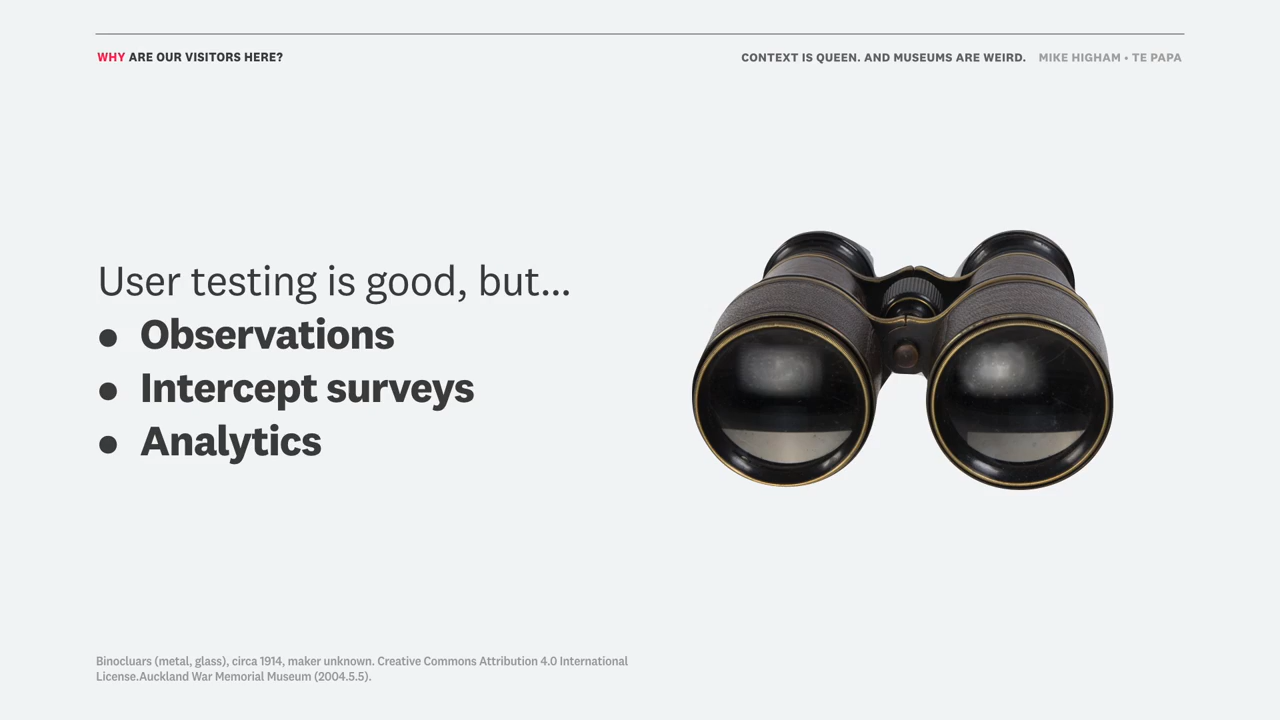 WHY ARE OUR VISITORS HERE?
CONTEXT IS QUEEN. AND MUSEUMS ARE WEIRD. MIKE HIGHAM • TE PAPA
User testing is good, but...
● Observations
● Intercept surveys
● Analytics
Binocluars (metal, glass), circa 1914, maker unknown. Creative Commons Attribution 4.0 International
License.Auckland War Memorial Museum (2004.5.5).